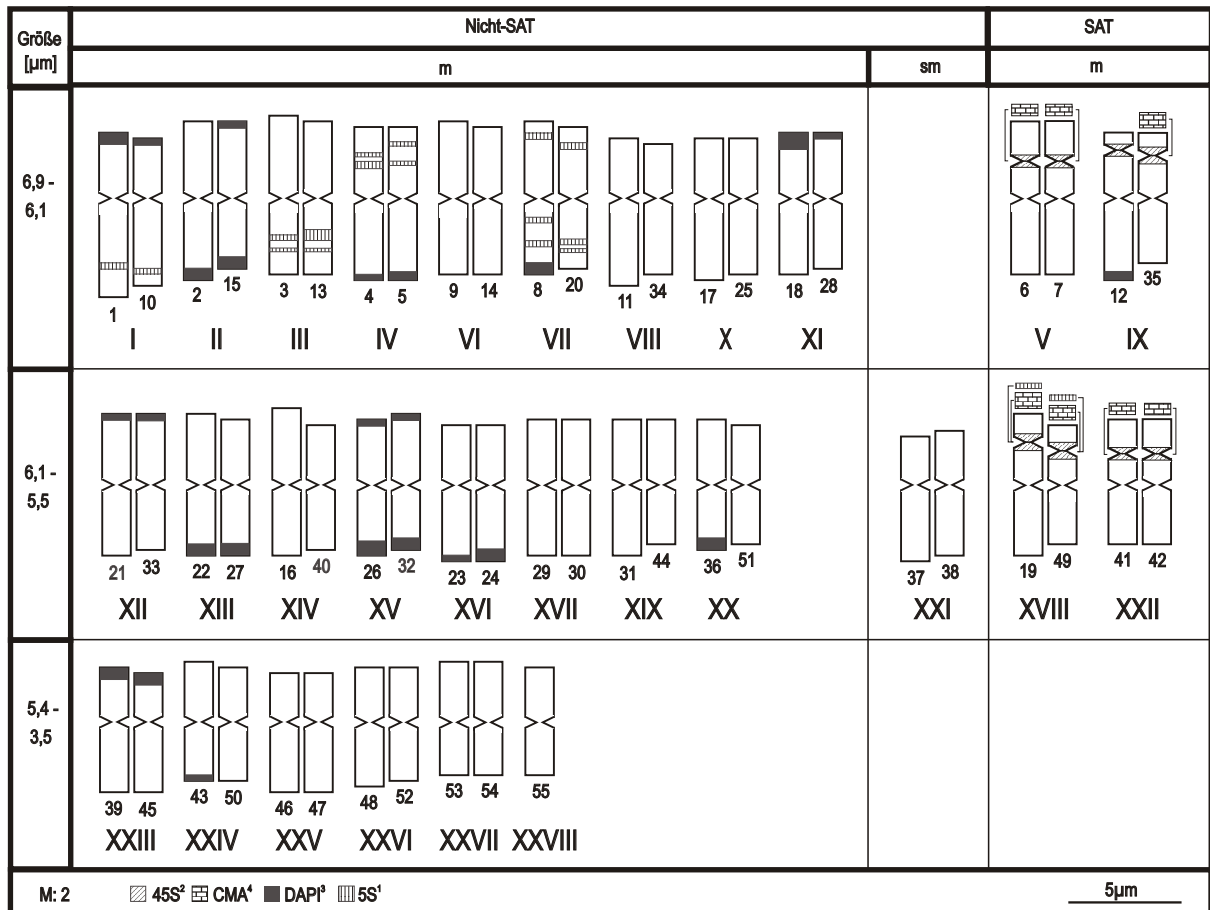 Größe
[µm]
Nicht-SAT
SAT
m
sm
m
6,9 -
6,1
1 10 2 15 3 13 4 5 9 14 8 20 11 34 17 25 18 28 6 7 12 35
I II III IV VI VII VIII X XI V IX
6,1 -
5,5
21 33 22 27 16 40 26 32 23 24 29 30 31 44 36 51 37 38 19 49 41 42
XII XIII XIV XV XVI XVII XIX XX XXI XVIII XXII
5,4 -
3,5
39 45 43 50 46 47 48 52 53 54 55
XXIII XXIV XXV XXVI XXVII XXVIII
M: 2 45S² CMA⁴ DAPI³ 5S¹ 5µm